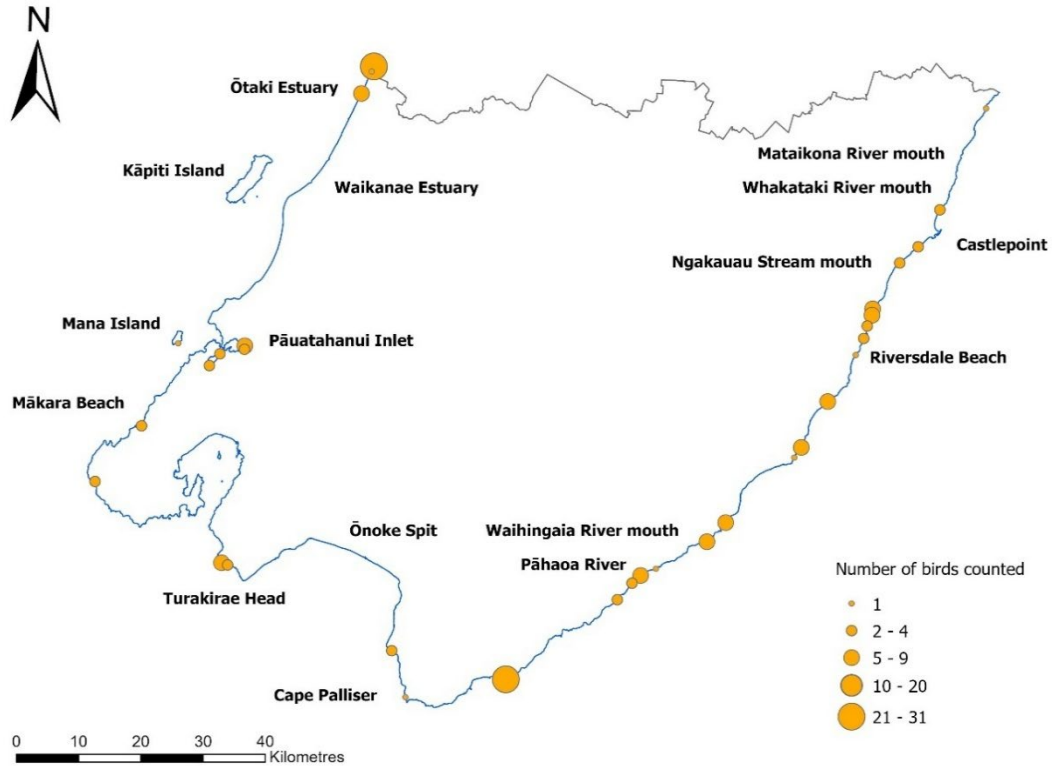 N
Ōtaki Estuary
Kāpiti Island
Waikanae Estuary
Mataikona River mouth
Whakataki River mouth
Castlepoint
Ngakauau Stream mouth
Mana Island
Pāuatahanui Inlet
Riversdale Beach
Mākara Beach
Ōnoke Spit
Waihingaia River mouth
Pāhaoa River
Turakirae Head
Cape Palliser
Number of birds counted
1
2 - 4
5 - 9
10 - 20
21 - 31
0 10 20 30 40
Kilometres